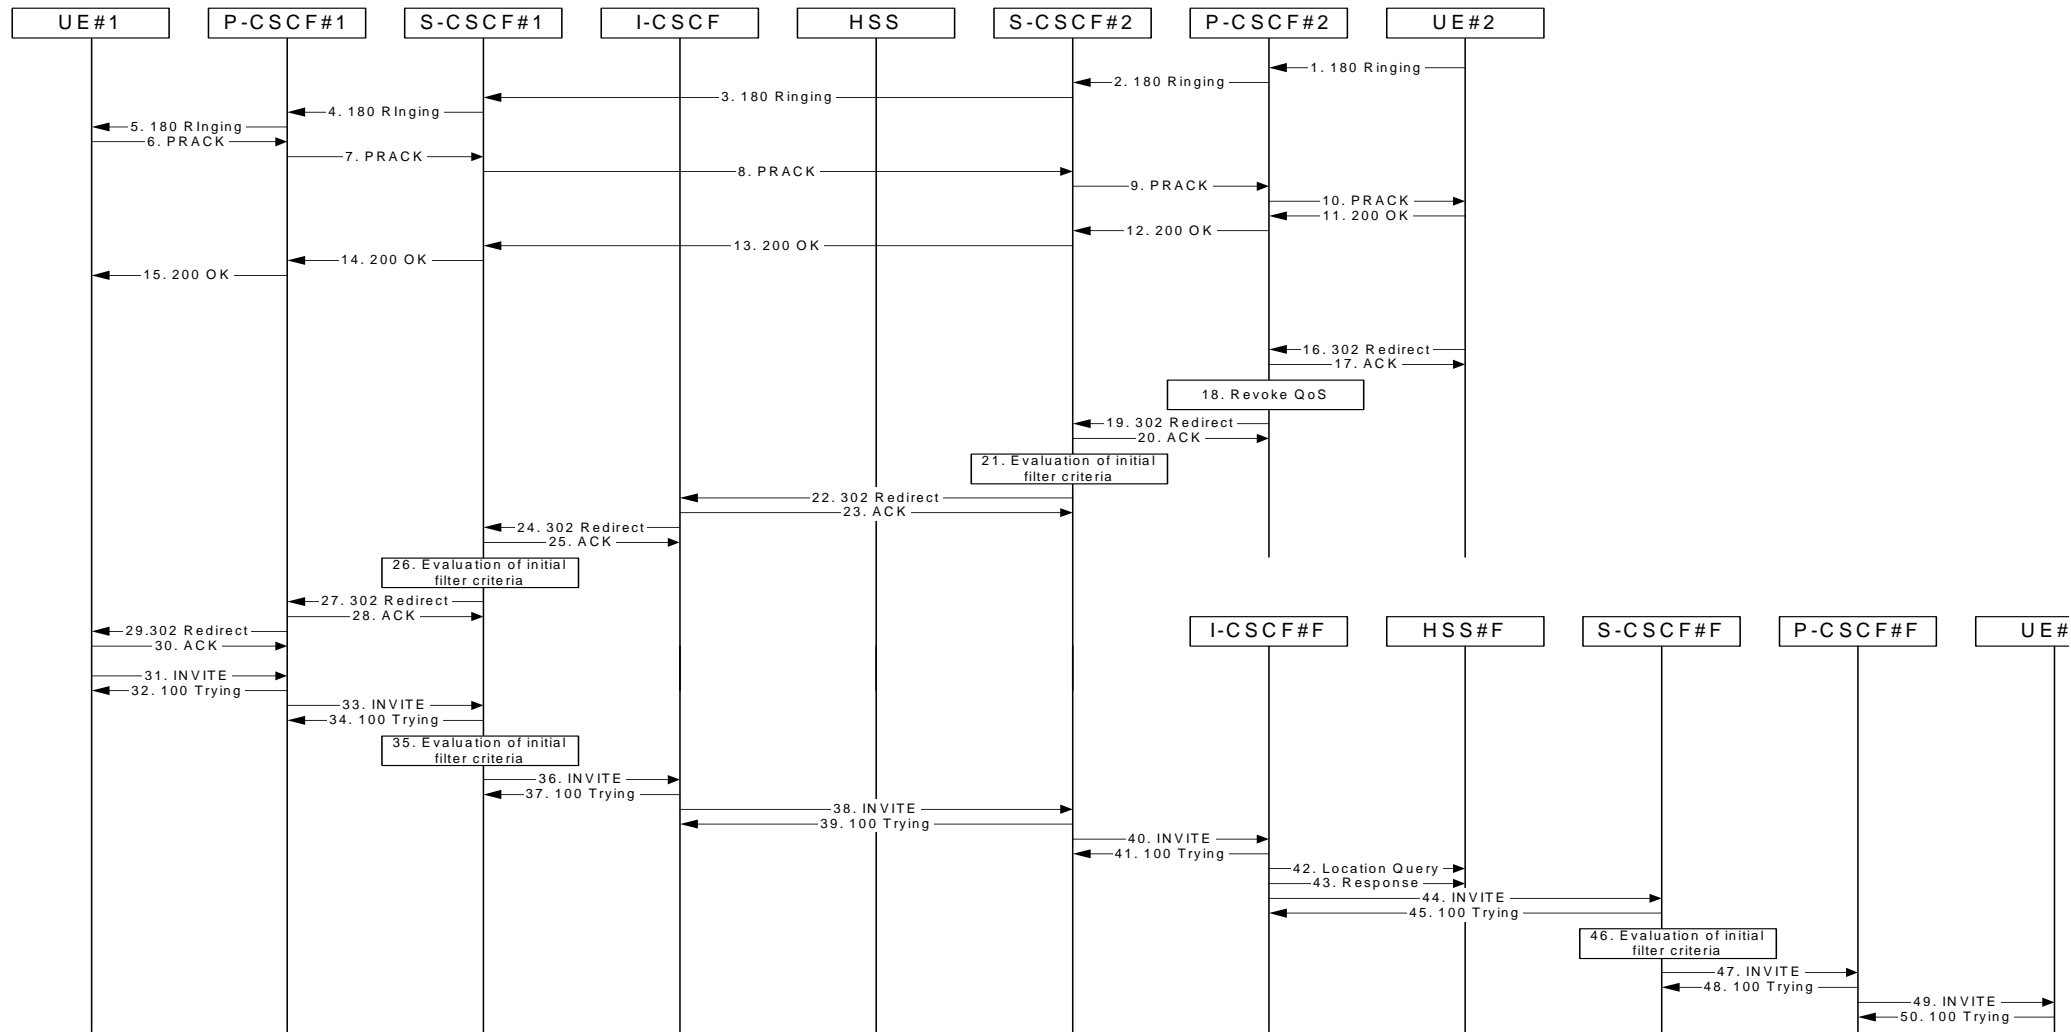 UE#1
P-CSCF#1
S-CSCF#1
I-CSCF
HSS
S-CSCF#2
P-CSCF#2
UE#2
1. 180 Ringing
2. 180 Ringing
3. 180 Ringing
4. 180 RInging
5. 180 RInging
6. PRACK
7. PRACK
8. PRACK
9. PRACK
10. PRACK
11. 200 OK
12. 200 OK
13. 200 OK
14. 200 OK
15. 200 OK
16. 302 Redirect
17. ACK
18. Revoke QoS
19. 302 Redirect
20. ACK
21. Evaluation of initial
filter criteria
22. 302 Redirect
23. ACK
24. 302 Redirect
25. ACK
26. Evaluation of initial
filter criteria
27. 302 Redirect
28. ACK
29.302 Redirect
30. ACK
I-CSCF#F
HSS#F
S-CSCF#F
P-CSCF#F
UE#
31. INVITE
32. 100 Trying
33. INVITE
34. 100 Trying
35. Evaluation of initial
filter criteria
36. INVITE
37. 100 Trying
38. INVITE
39. 100 Trying
40. INVITE
41. 100 Trying
42. Location Query
43. Response
44. INVITE
45. 100 Trying
46. Evaluation of initial
filter criteria
47. INVITE
48. 100 Trying
49. INVITE
50. 100 Trying